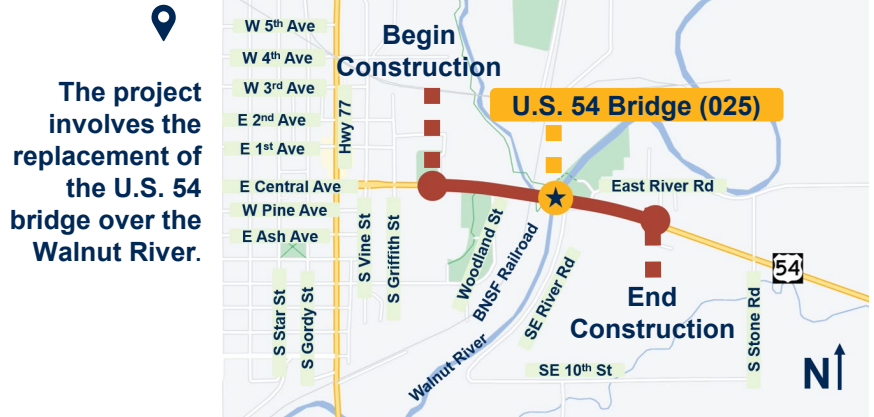 The project
involves the
replacement of
the U.S. 54
bridge over the
Walnut River.
W 5th Ave
W 4th Ave
W 3rd Ave
E 2nd Ave
E 1st Ave
E Central Ave
W Pine Ave
E Ash Ave
Hwy 77
S Star St
S Gordy St
S Vine St
S Griffith St
Begin
Construction
U.S. 54 Bridge (025)
East River Rd
Woodland St
BNSF Railroad
Walnut River
SE River Rd
End
Construction
SE 10th St
S Stone Rd
54
N